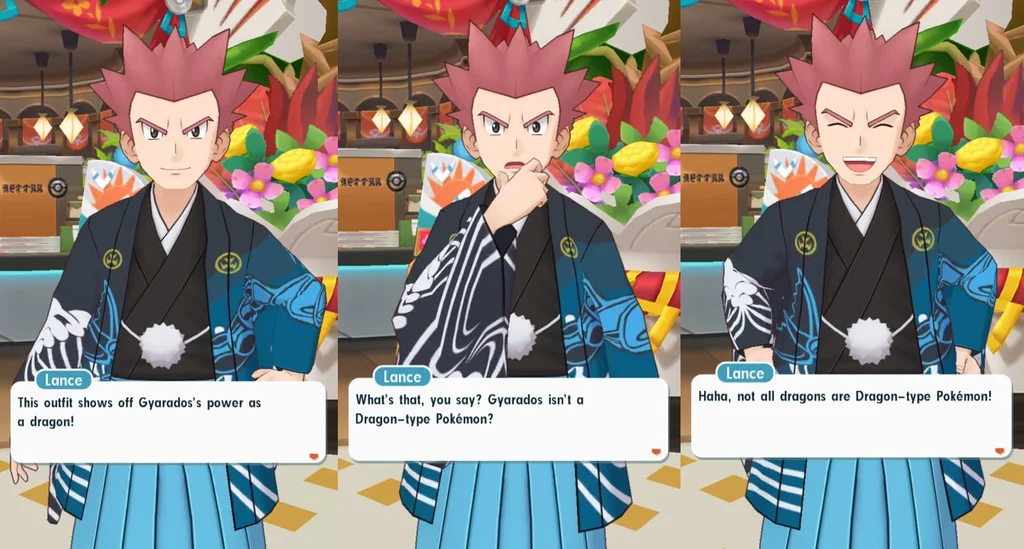 Lance
This outfit shows off Gyarados's power as
a dragon!
Lance
What's that, you say? Gyarados isn't a
Dragon-type Pokémon?
Lance
Haha, not all dragons are Dragon-type Pokémon!